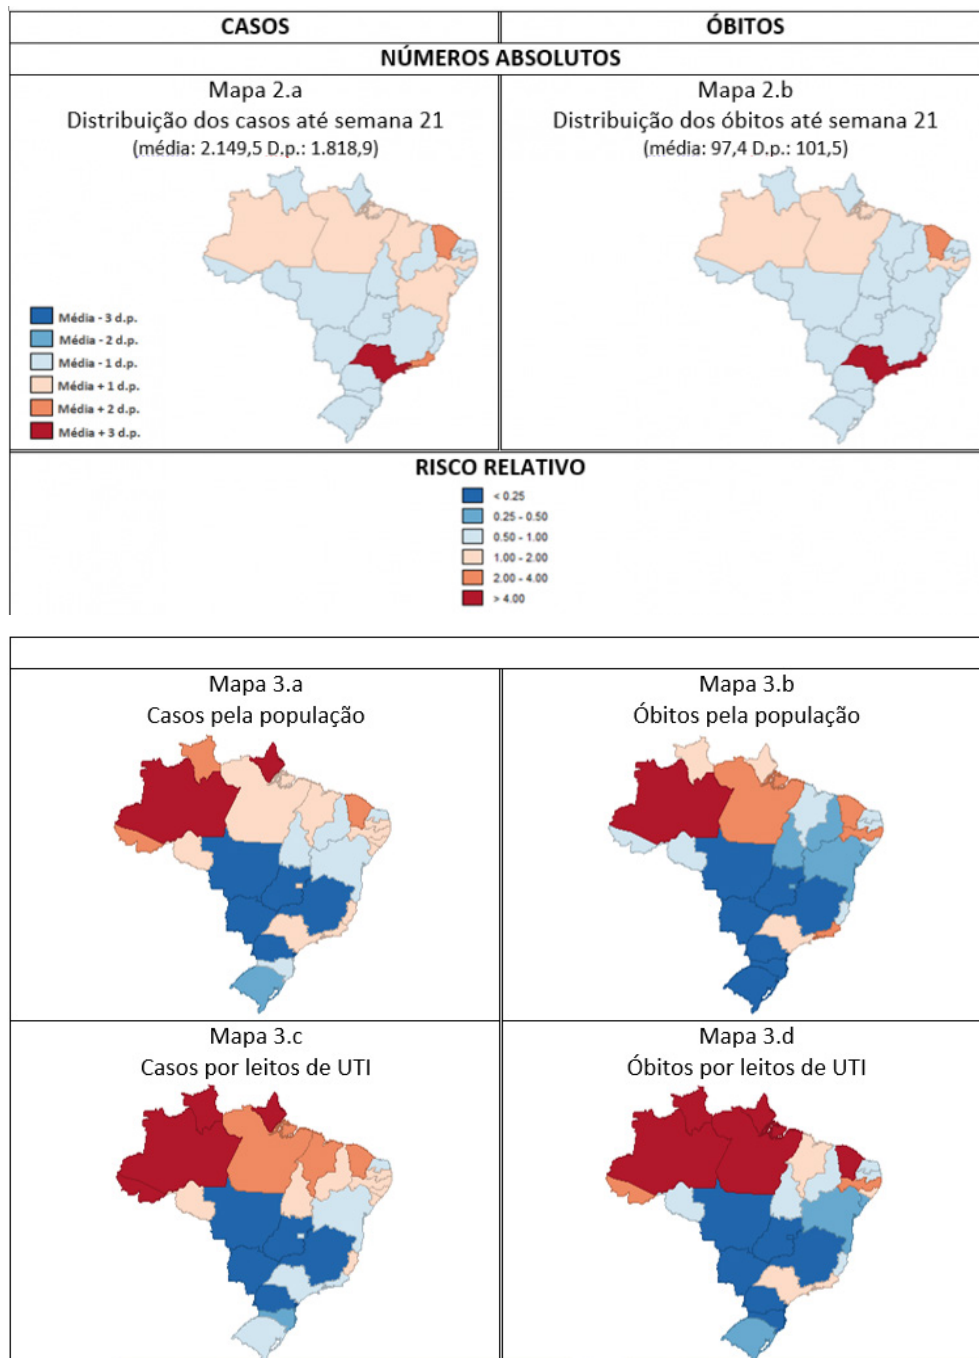 CASOS
ÓBITOS
NÚMEROS ABSOLUTOS
Mapa 2.a
Distribuição dos casos até semana 21
(média: 2.149,5 D.p.: 1.818,9)
Mapa 2.b
Distribuição dos óbitos até semana 21
(média: 97,4 D.p.: 101,5)
Média - 3 d.p.
Média - 2 d.p.
Média - 1 d.p.
Média + 1 d.p.
Média + 2 d.p.
Média + 3 d.p.
RISCO RELATIVO
< 0.25
0.25 - 0.50
0.50 - 1.00
1.00 - 2.00
2.00 - 4.00
> 4.00
Mapa 3.a
Casos pela população
Mapa 3.b
Óbitos pela população
Mapa 3.c
Casos por leitos de UTI
Mapa 3.d
Óbitos por leitos de UTI